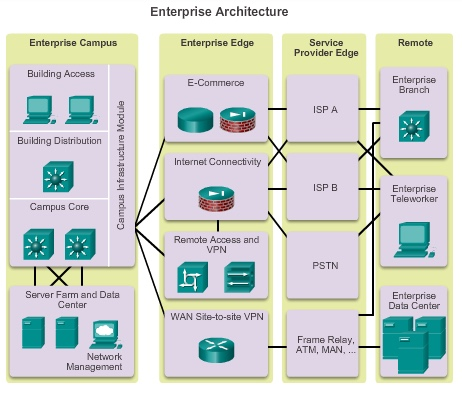 Enterprise Architecture
Enterprise Campus
Building Access
Building Distribution
Campus Core
Campus Infrastructure Module
Server Farm and Data
Center
Network
Management
Enterprise Edge
E-Commerce
Internet Connectivity
Remote Access and
VPN
WAN Site-to-site VPN
Service
Provider Edge
ISP A
ISP B
PSTN
Frame Relay,
ATM, MAN, ...
Remote
Enterprise
Branch
Enterprise
Teleworker
Enterprise
Data Center